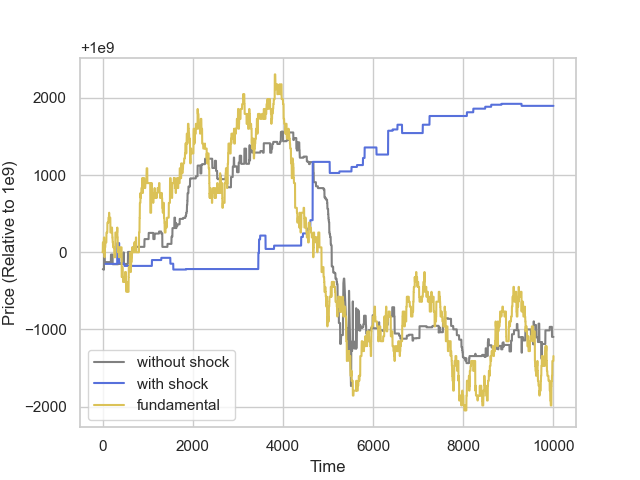 +1e9
Price (Relative to 1e9)
2000
1000
0
−1000
−2000
without shock
with shock
fundamental
0 2000 4000 6000 8000 10000
Time